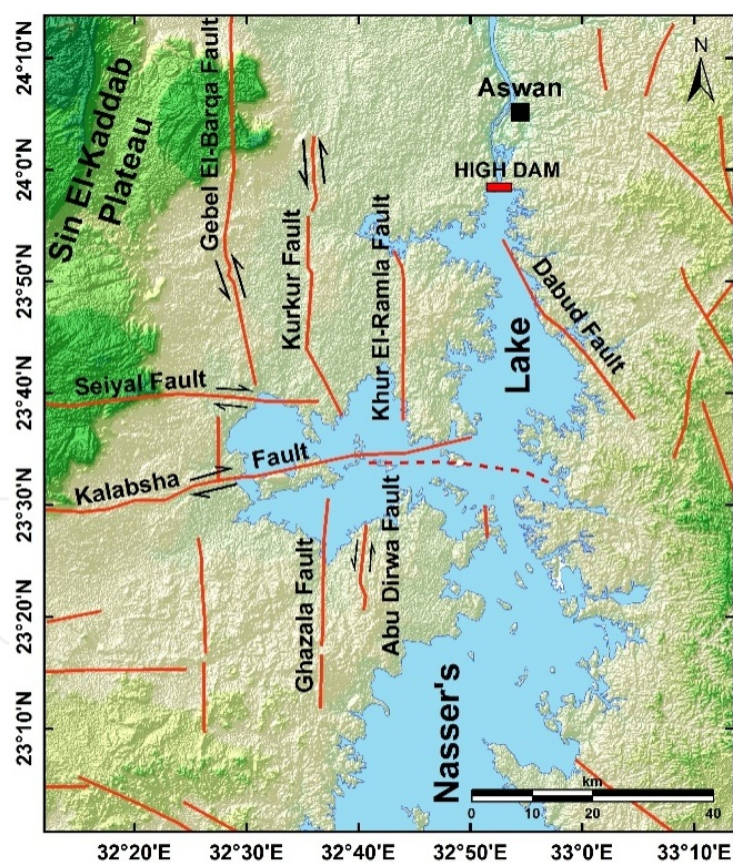 24°10'N
24°0'N
23°50'N
23°40'N
23°30'N
23°20'N
23°10'N
Sin El-Kaddab
Plateau
Gebel El-Barqa Fault
Kurkur Fault
Khur El-Ramla Fault
Aswan
N
HIGH DAM
Dabud Fault
Lake
Seiyal Fault
Kalabsha
Fault
Ghazala Fault
Abu Dirwa Fault
Nasser's
km
0
10
20
40
32°20'E
32°30'E
32°40'E
32°50'E
33°0'E
33°10'E